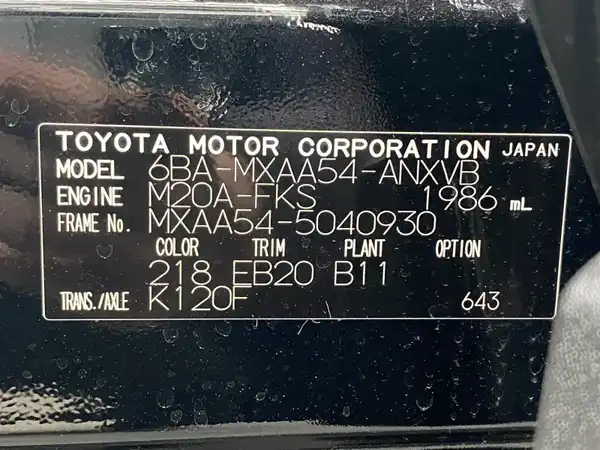 TOYOTA MOTOR CORPORATION JAPAN
MODEL 6BA-MXAA54-ANXVB
ENGINE M20A-FKS 1986 mL
FRAME No. MXAA54-5040930
COLOR TRIM PLANT OPTION
218 EB20 B11
TRANS./AXLE K120F 643